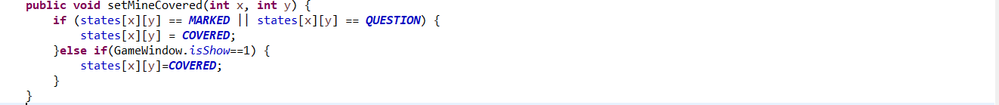 public void setMineCovered(int x, int y) {
if (states[x][y] == MARKED || states[x][y] == QUESTION) {
states[x][y] = COVERED;
}else if(GameWindow.isShow==1) {
states[x][y]=COVERED;
}
}